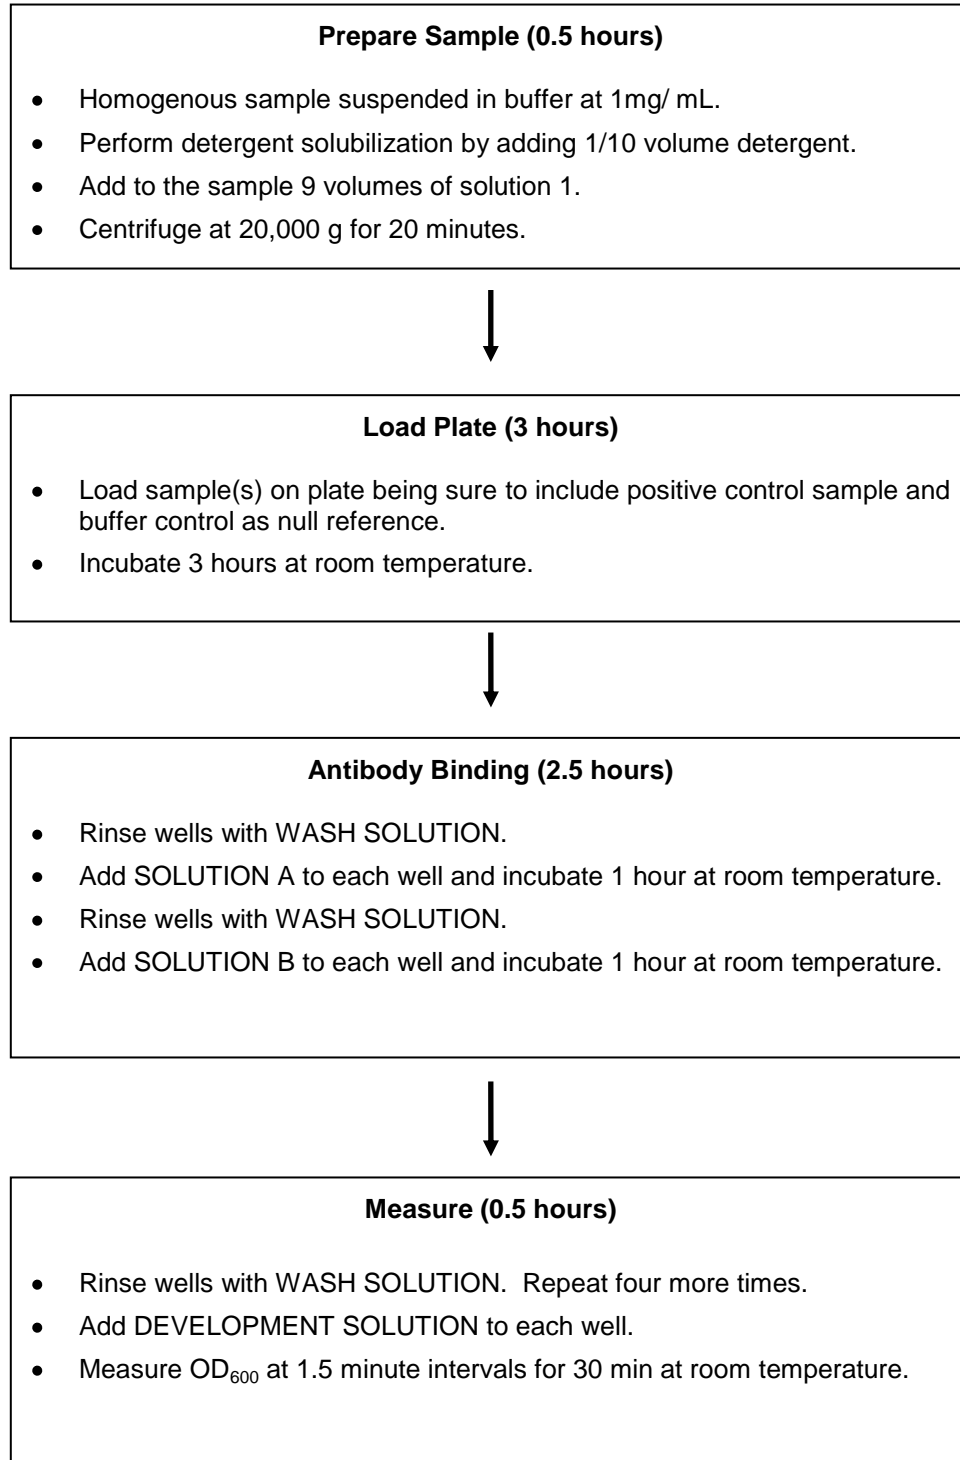 Prepare Sample (0.5 hours)
• Homogenous sample suspended in buffer at 1mg/ mL.
• Perform detergent solubilization by adding 1/10 volume detergent.
• Add to the sample 9 volumes of solution 1.
• Centrifuge at 20,000 g for 20 minutes.
Load Plate (3 hours)
• Load sample(s) on plate being sure to include positive control sample and
buffer control as null reference.
• Incubate 3 hours at room temperature.
Antibody Binding (2.5 hours)
• Rinse wells with WASH SOLUTION.
• Add SOLUTION A to each well and incubate 1 hour at room temperature.
• Rinse wells with WASH SOLUTION.
• Add SOLUTION B to each well and incubate 1 hour at room temperature.
Measure (0.5 hours)
• Rinse wells with WASH SOLUTION.  Repeat four more times.
• Add DEVELOPMENT SOLUTION to each well.
• Measure OD₆₀₀ at 1.5 minute intervals for 30 min at room temperature.